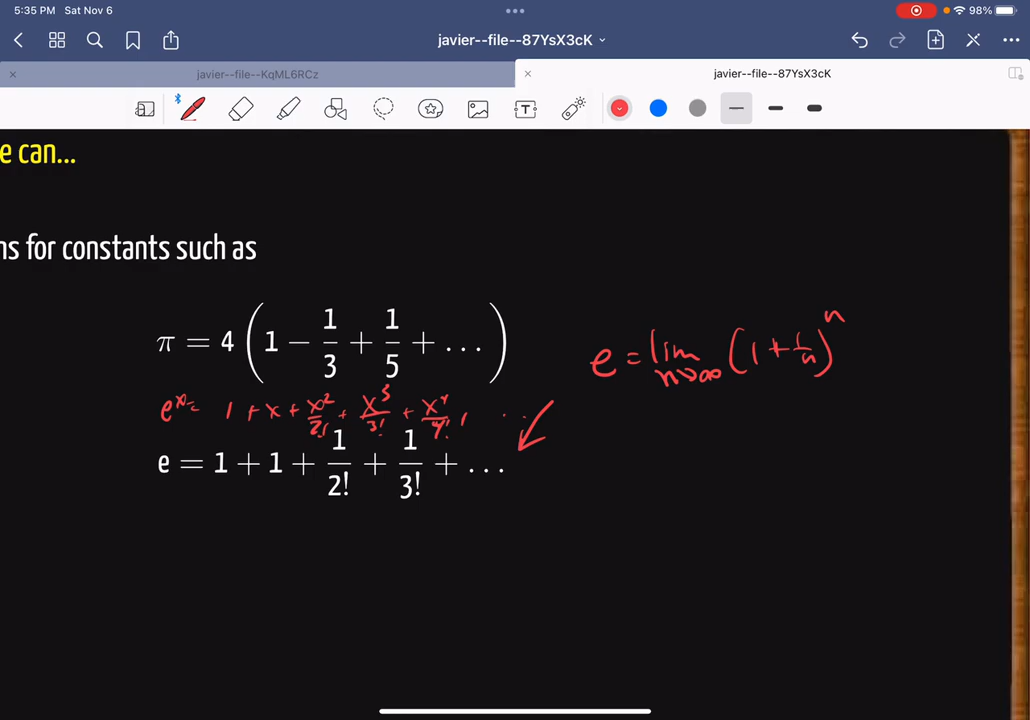 5:35 PM Sat Nov 6
98%
javier--file--87YsX3cK
javier--file--KqML6RCz
javier--file--87YsX3cK
e can...
ns for constants such as
π = 4 (1 − 1/3 + 1/5 + ...)
e = lim n→∞ (1 + 1/n)^n
e^x = 1 + x + x^2/2! + x^3/3! + x^4/4! + ...
e = 1 + 1 + 1/2! + 1/3! + ...